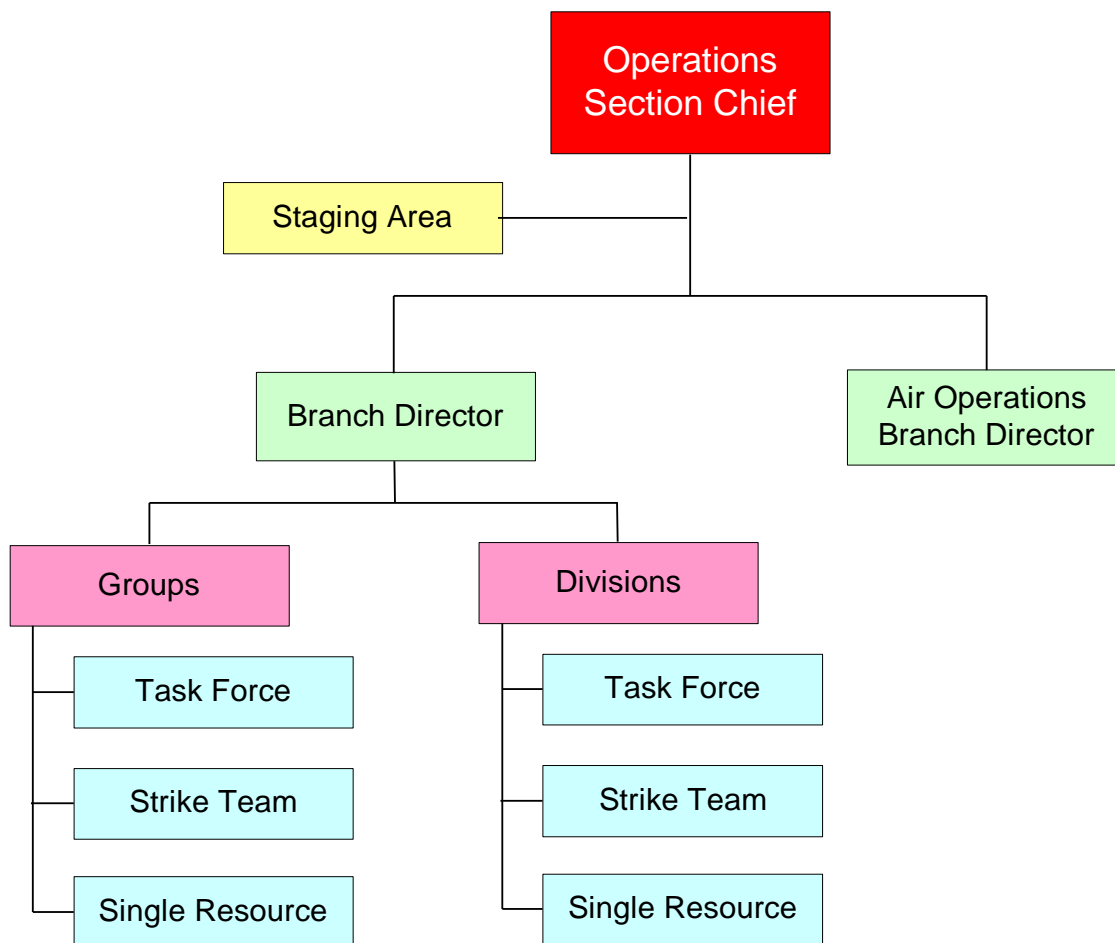 Operations
Section Chief
Staging Area
Branch Director
Air Operations
Branch Director
Groups
Divisions
Task Force
Task Force
Strike Team
Strike Team
Single Resource
Single Resource